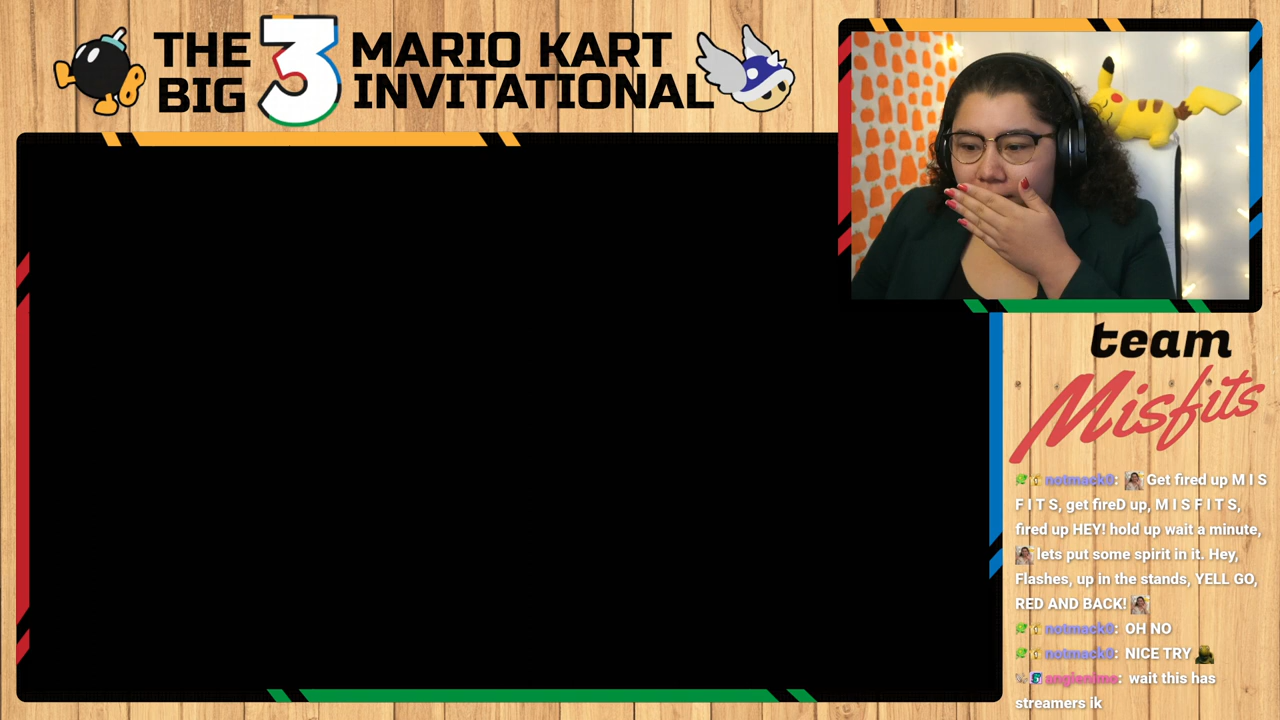 THE BIG 3 MARIO KART INVITATIONAL
team
Misfits
notmack0: Get fired up M I S
F I T S, get fireD up, M I S F I T S,
fired up HEY! hold up wait a minute,
lets put some spirit in it. Hey,
Flashes, up in the stands, YELL GO,
RED AND BACK!
notmack0: OH NO
notmack0: NICE TRY
angienimo: wait this has
streamers ik